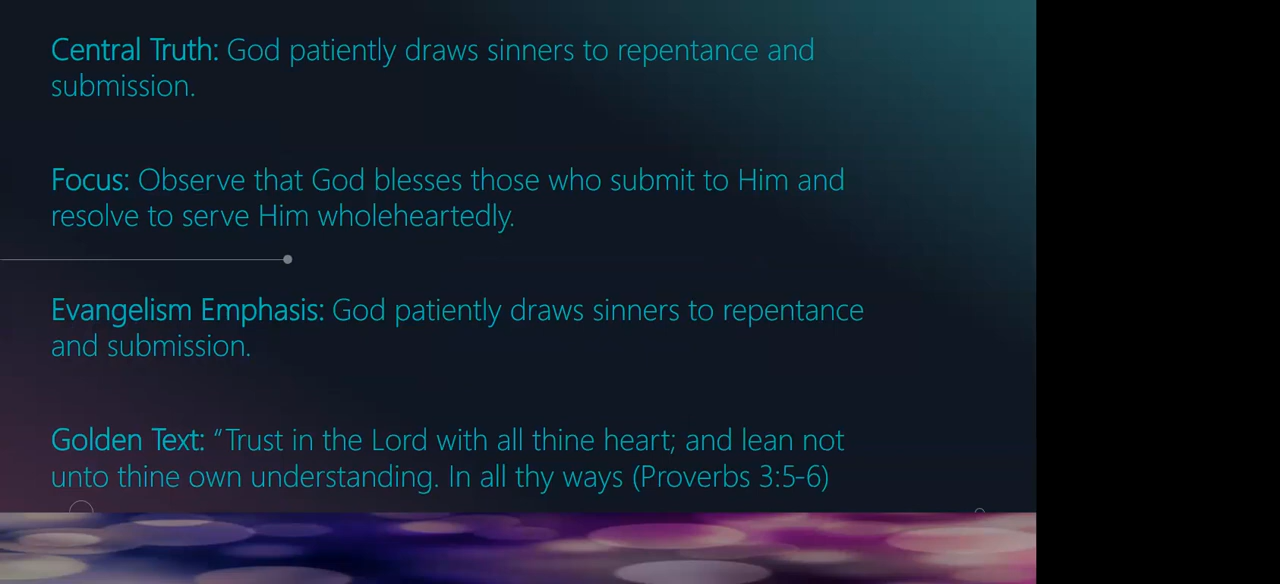 Central Truth: God patiently draws sinners to repentance and
submission.
Focus: Observe that God blesses those who submit to Him and
resolve to serve Him wholeheartedly.
Evangelism Emphasis: God patiently draws sinners to repentance
and submission.
Golden Text: “Trust in the Lord with all thine heart; and lean not
unto thine own understanding. In all thy ways (Proverbs 3:5-6)